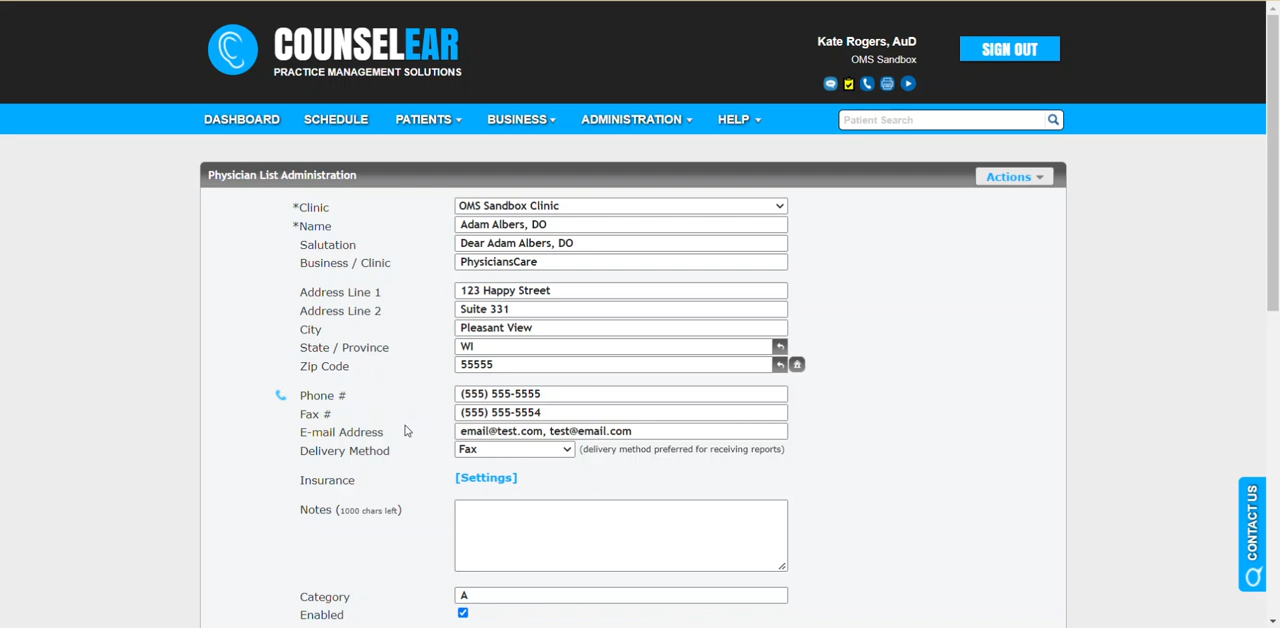 COUNSELEAR
PRACTICE MANAGEMENT SOLUTIONS
Kate Rogers, AuD
OMS Sandbox
SIGN OUT
DASHBOARD SCHEDULE PATIENTS BUSINESS ADMINISTRATION HELP Patient Search
Physician List Administration Actions
*Clinic OMS Sandbox Clinic
*Name Adam Albers, DO
Salutation Dear Adam Albers, DO
Business / Clinic PhysiciansCare
Address Line 1 123 Happy Street
Address Line 2 Suite 331
City Pleasant View
State / Province WI
Zip Code 55555
Phone # (555) 555-5555
Fax # (555) 555-5554
E-mail Address email@test.com, test@email.com
Delivery Method Fax (delivery method preferred for receiving reports)
Insurance [Settings]
Notes (1000 chars left)
Category A
Enabled
CONTACT US